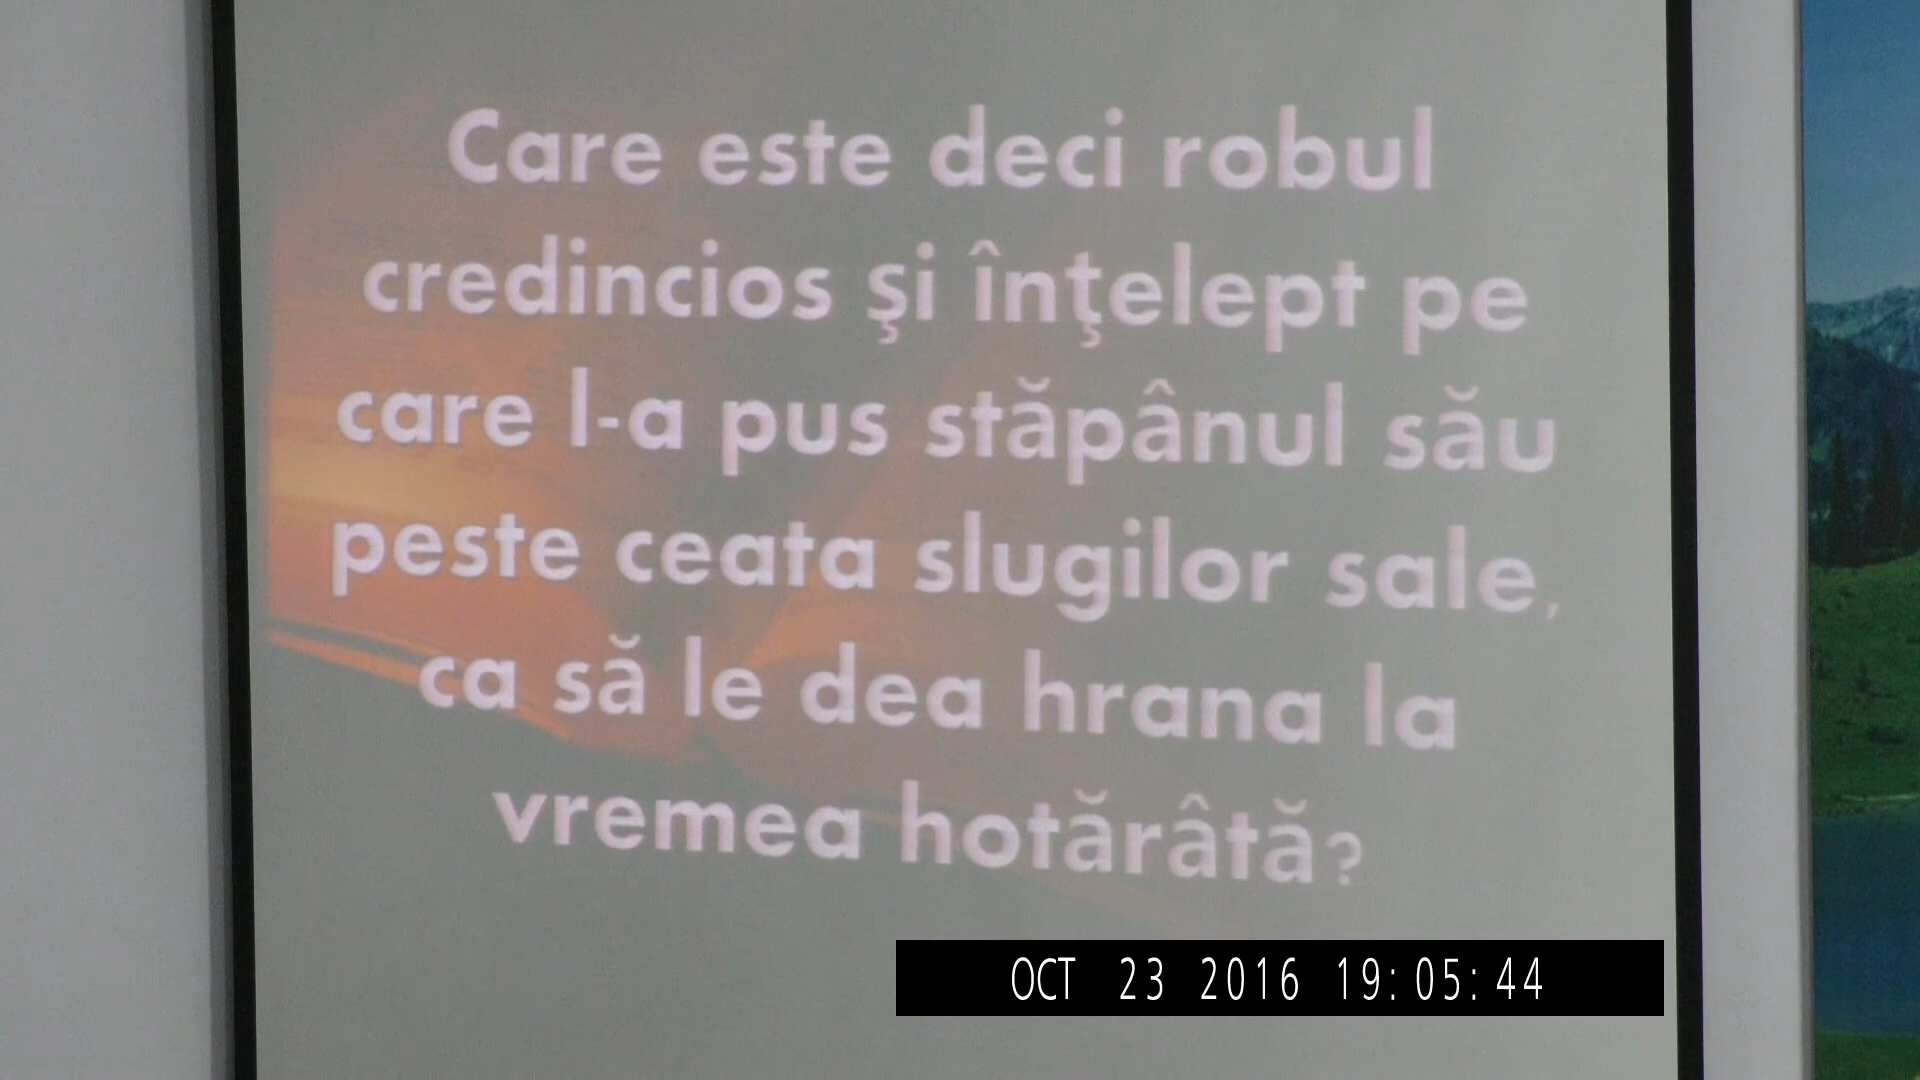 Care este deci robul
credincios şi înţelept pe
care l-a pus stăpânul său
peste ceata slugilor sale,
ca să le dea hrana la
vremea hotărâtă?
OCT 23 2016 19:05:44